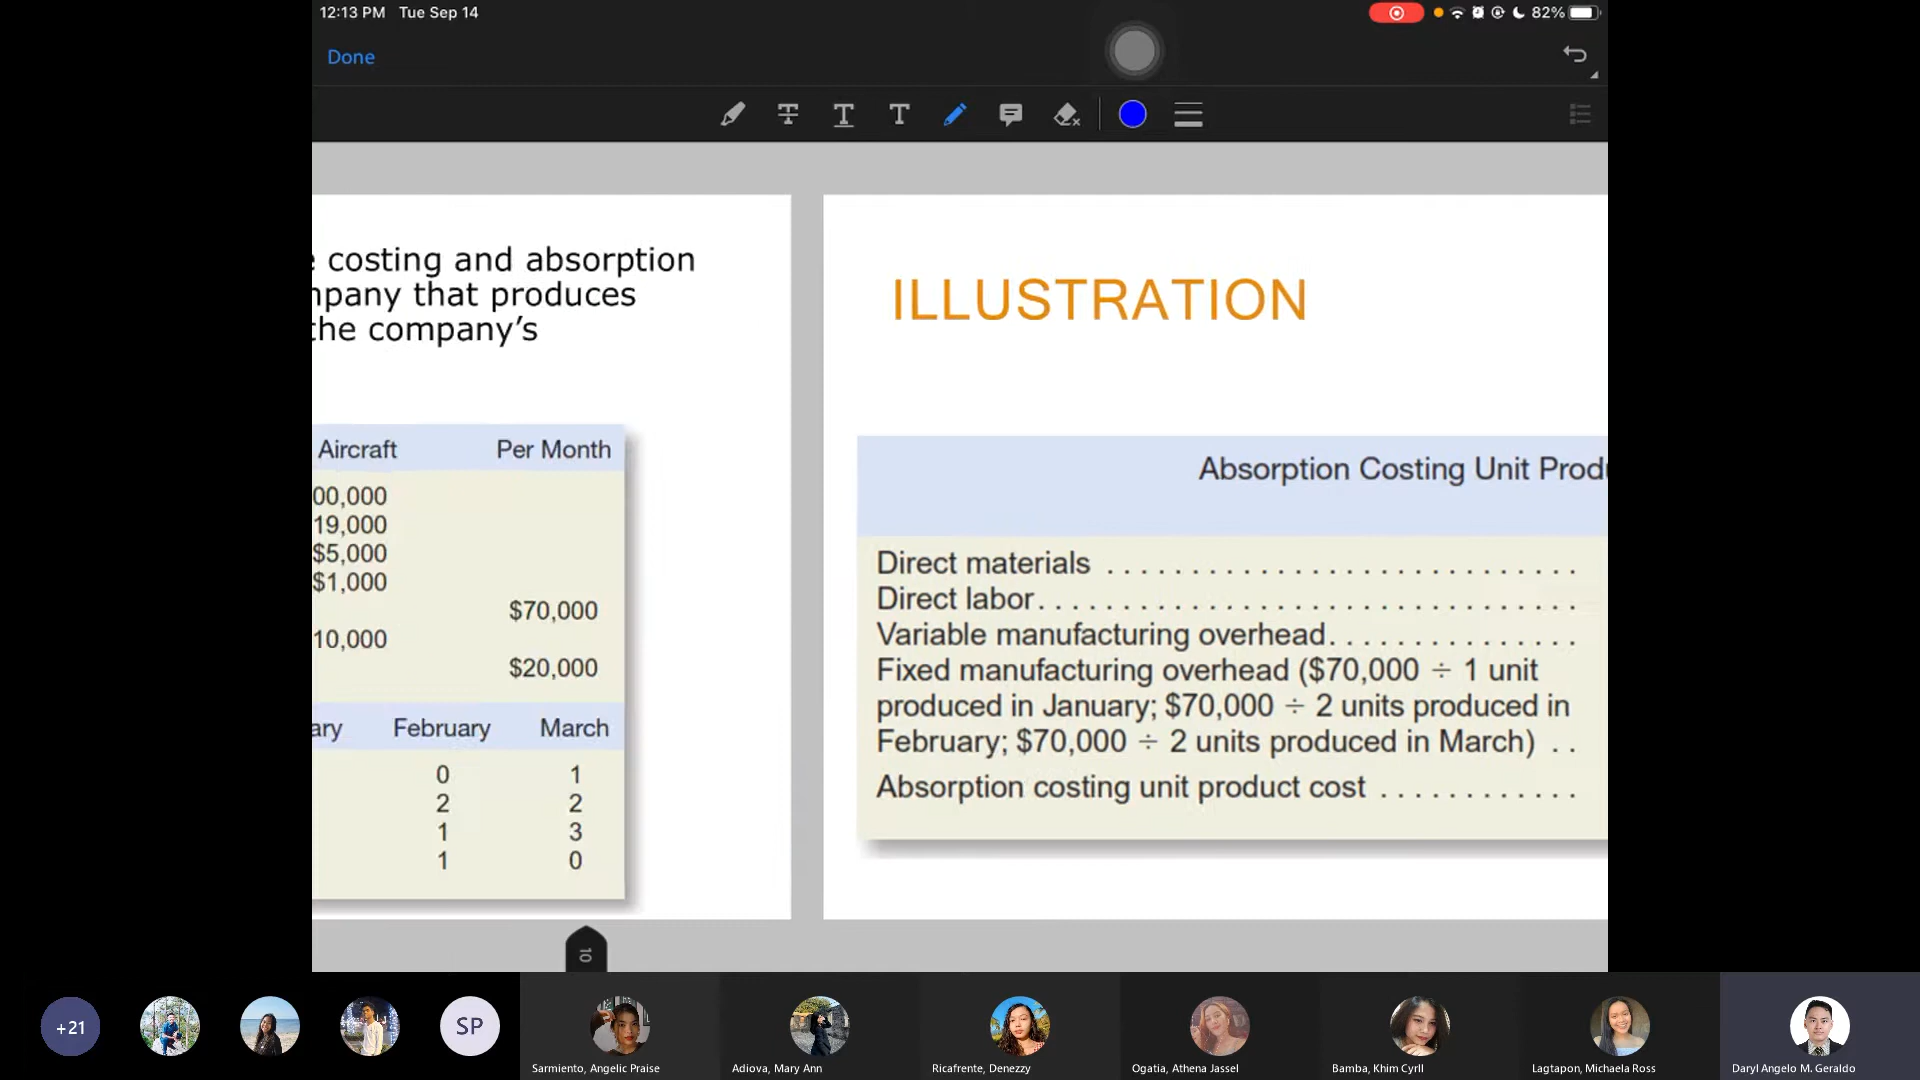 12:13 PM Tue Sep 14
82%
Done
costing and absorption
mpany that produces
the company's
Aircraft Per Month
00,000
19,000
$5,000
$1,000
$70,000
10,000
$20,000
ary February March
0 1
2 2
1 3
1 0
ILLUSTRATION
Absorption Costing Unit Produ
Direct materials . . . . . . . . . . . . . . . . . . . . . . . . . . . .
Direct labor. . . . . . . . . . . . . . . . . . . . . . . . . . . . . . . .
Variable manufacturing overhead. . . . . . . . . . . . . . .
Fixed manufacturing overhead ($70,000 ÷ 1 unit
produced in January; $70,000 ÷ 2 units produced in
February; $70,000 ÷ 2 units produced in March) . .
Absorption costing unit product cost . . . . . . . . . . . .
10
+21
SP
Sarmiento, Angelic Praise
Adiova, Mary Ann
Ricafrente, Denezzy
Ogatia, Athena Jassel
Bamba, Khim Cyrll
Lagtapon, Michaela Ross
Daryl Angelo M. Geraldo